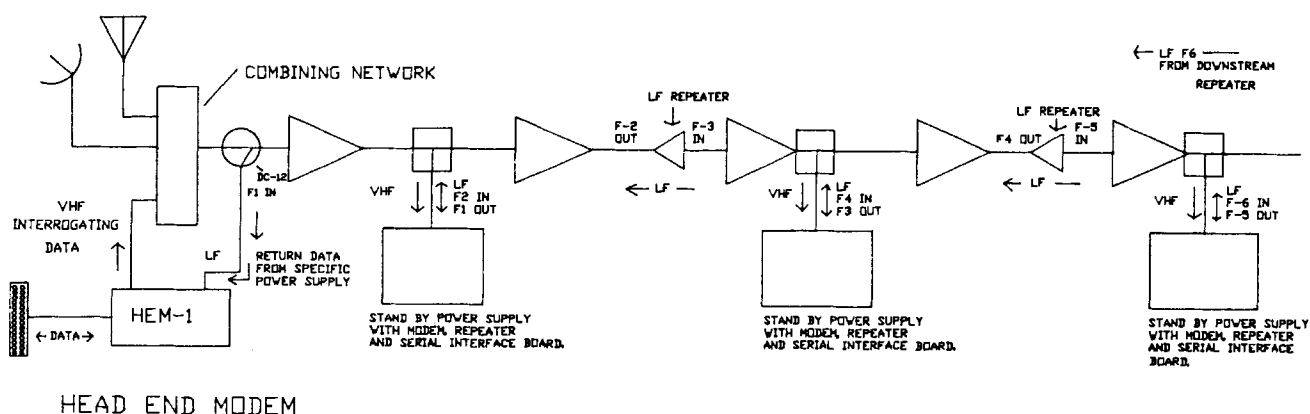 COMBINING NETWORK
DC-12
F1 IN
VHF
INTERROGATING
DATA
LF
RETURN DATA
FROM SPECIFIC
POWER SUPPLY
HEM-1
←DATA→
HEAD END MODEM
VHF
LF
F2 IN
F1 OUT
STAND BY POWER SUPPLY
WITH MODEM, REPEATER
AND SERIAL INTERFACE BOARD.
LF REPEATER
F-2
OUT
F-3
IN
← LF —
VHF
LF
F4 IN
F3 OUT
STAND BY POWER SUPPLY
WITH MODEM, REPEATER
AND SERIAL INTERFACE BOARD.
← LF F6 —
FROM DOWNSTREAM
REPEATER
LF REPEATER
F4 OUT
F-5
IN
← LF —
VHF
LF
F-6 IN
F-5 OUT
STAND BY POWER SUPPLY
WITH MODEM, REPEATER
AND SERIAL INTERFACE
BOARD.